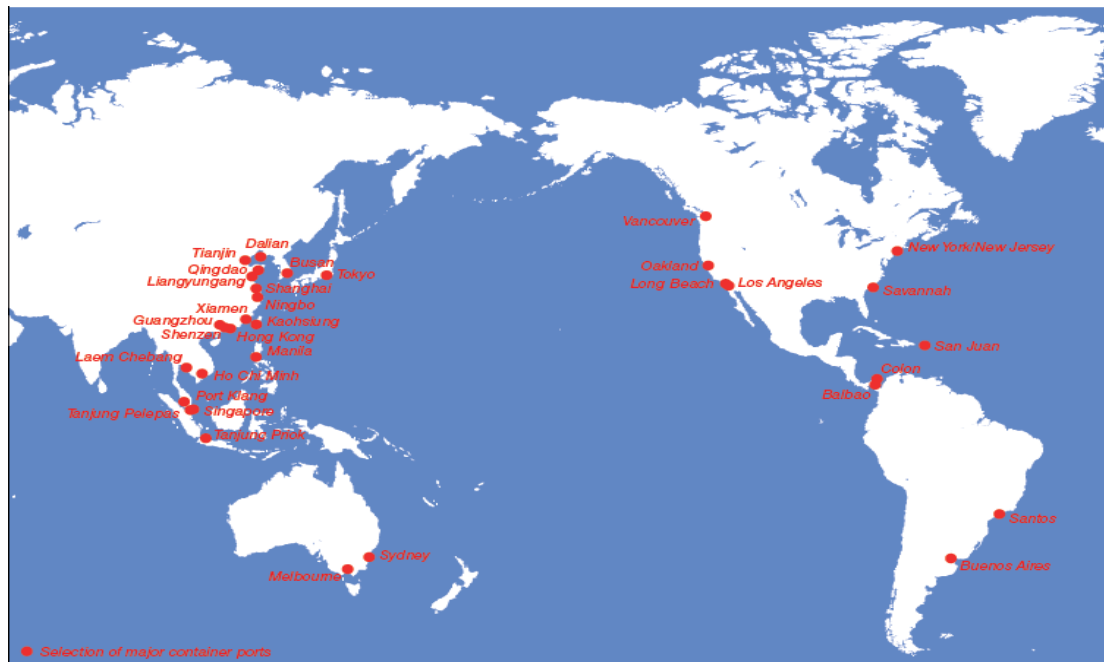 Vancouver
Dalian
Tianjin
New York/New Jersey
Busan
Oakland
Qingdao
Tokyo
Liangyungang
Long Beach
Los Angeles
Shanghai
Savannah
Ningbo
Xiamen
Guangzhou
Kaohsiung
Shenzen
Hong Kong
San Juan
Manila
Laem Chebang
Colon
Ho Chi Minh
Balbao
Port Klang
Tanjung Pelepas
Singapore
Tanjung Priok
Santos
Sydney
Buenos Aires
Melbourne
Selection of major container ports